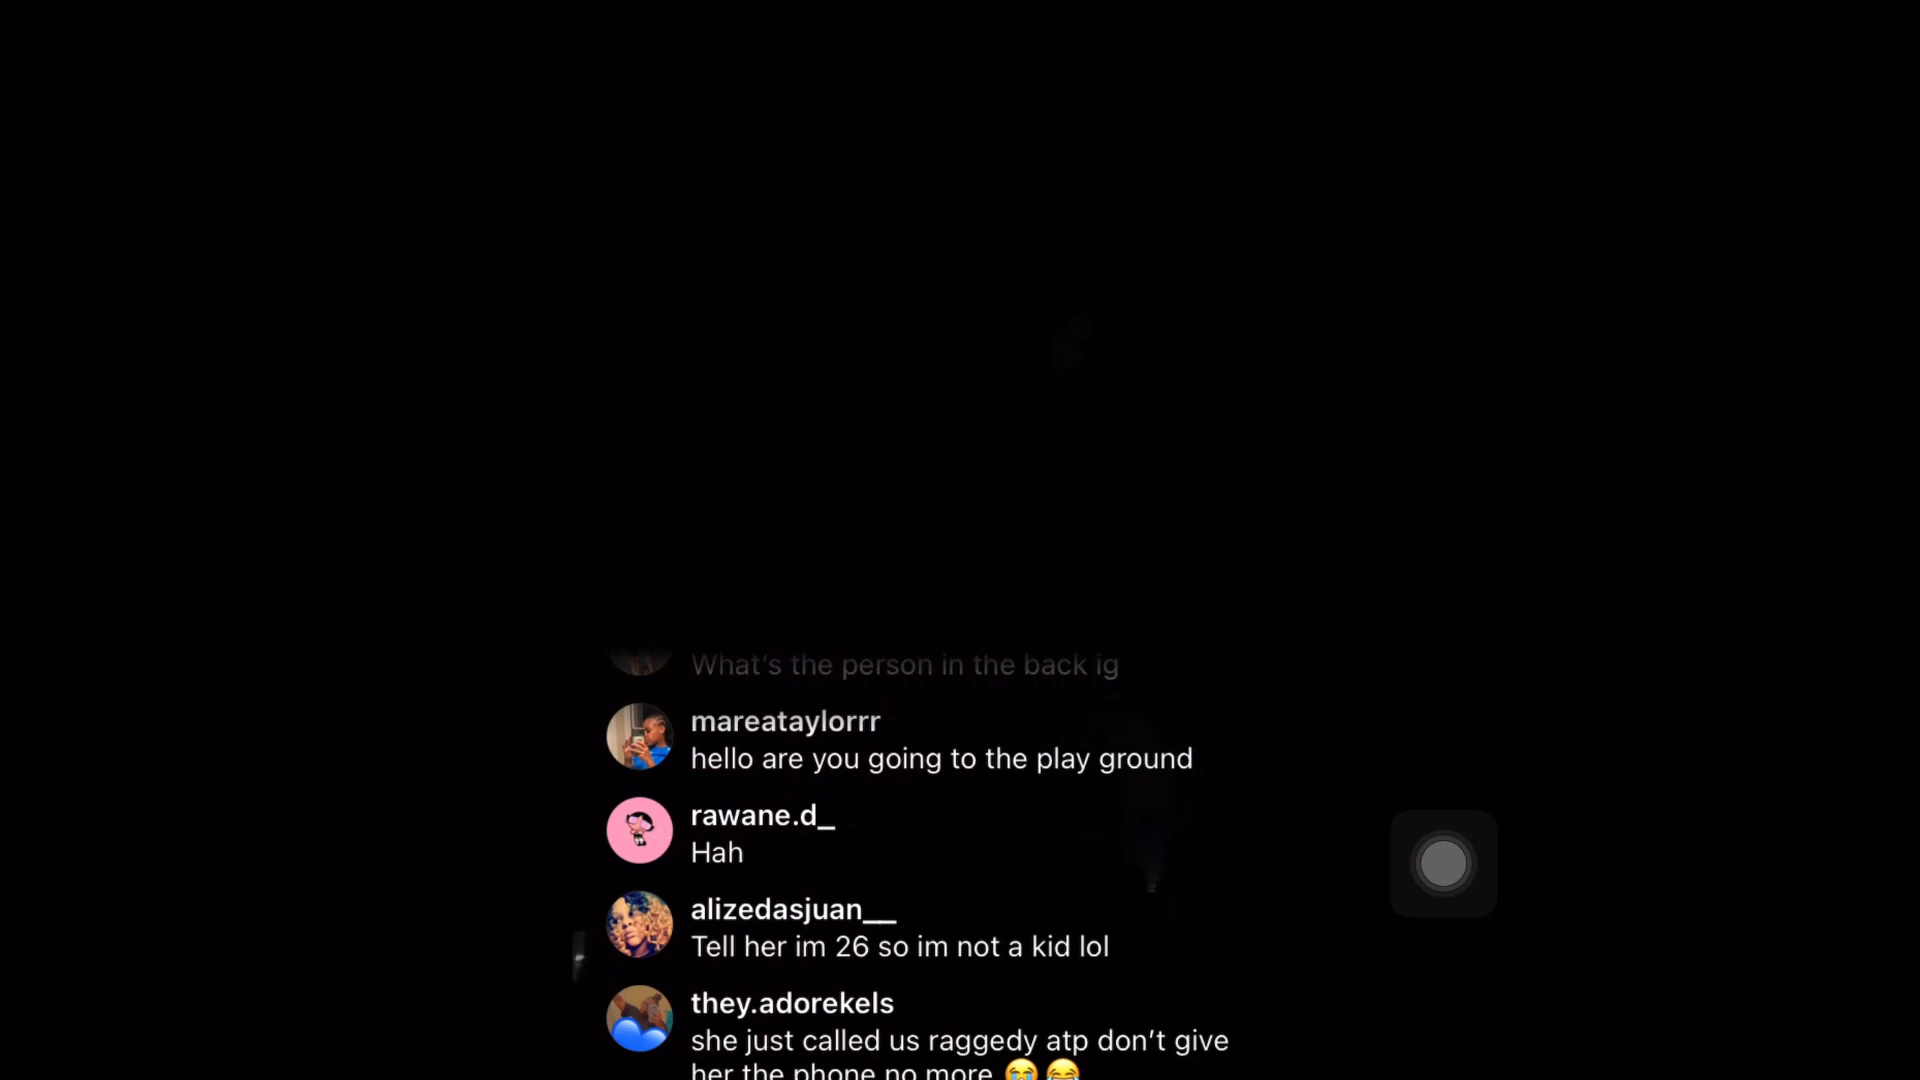 What's the person in the back ig
mareataylorrr
hello are you going to the play ground
rawane.d_
Hah
alizedasjuan__
Tell her im 26 so im not a kid lol
they.adorekels
she just called us raggedy atp don't give
her the phone no more 😭😂